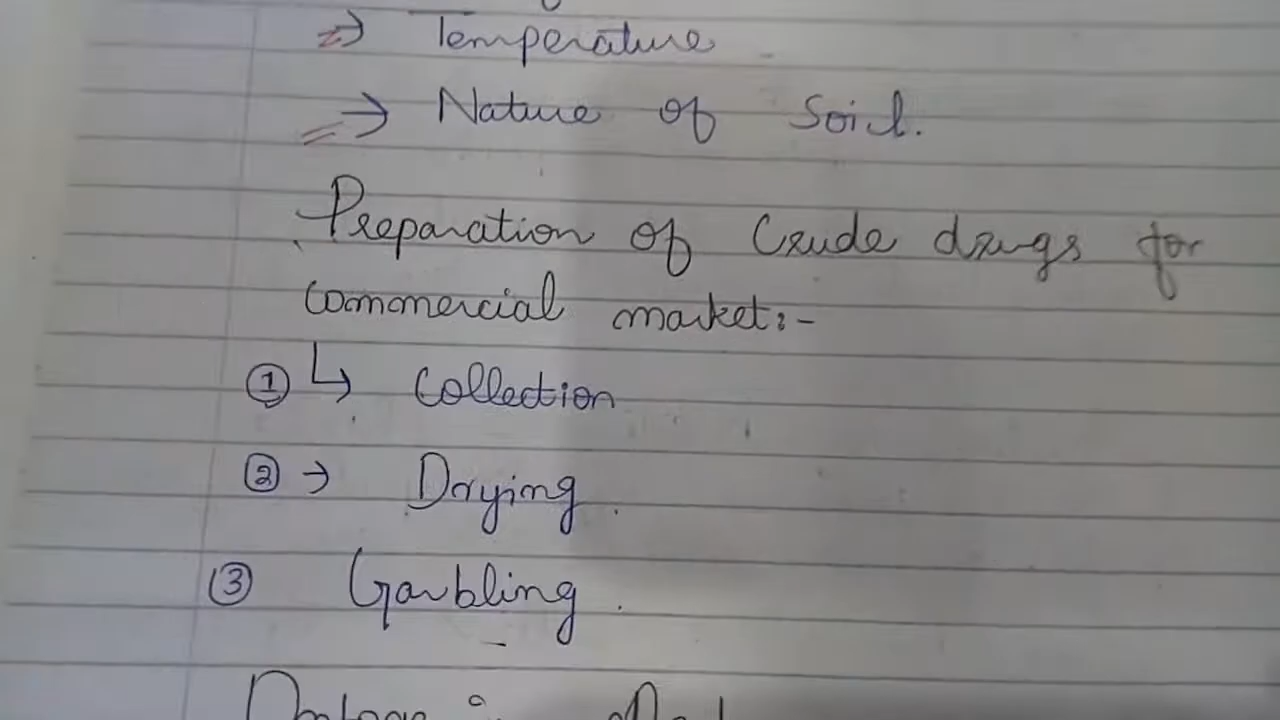 ⇒ Temperature
⇒ Nature of Soil.
Preparation of Crude drugs for
commercial market:-
① ↳ Collection
② → Drying.
③ Garbling.